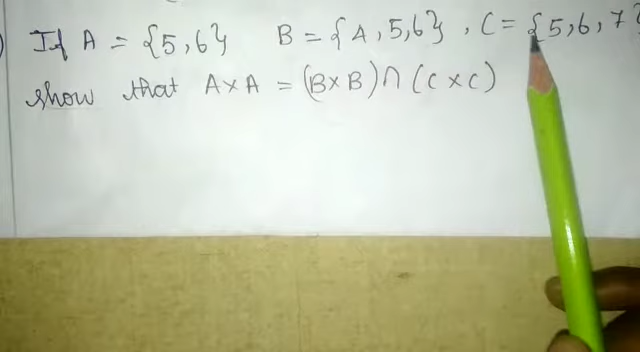 ) If A = {5,6} B = {4,5,6}, C = {5,6,7}
show that A×A = (B×B)∩(C×C)